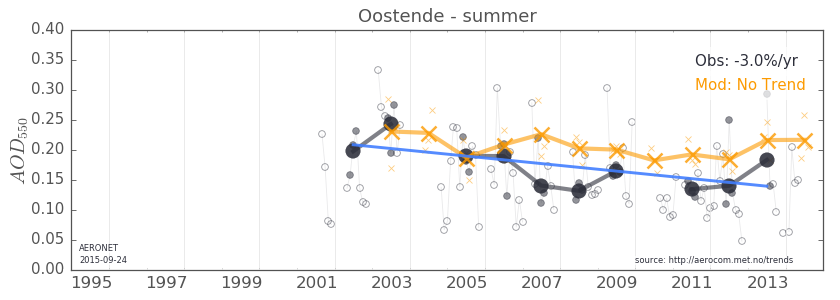 Oostende - summer
0.40
0.35
0.30
0.25
0.20
0.15
0.10
0.05
0.00
AOD550
Obs: -3.0%/yr
Mod: No Trend
AERONET
2015-09-24
source: http://aerocom.met.no/trends
1995 1997 1999 2001 2003 2005 2007 2009 2011 2013